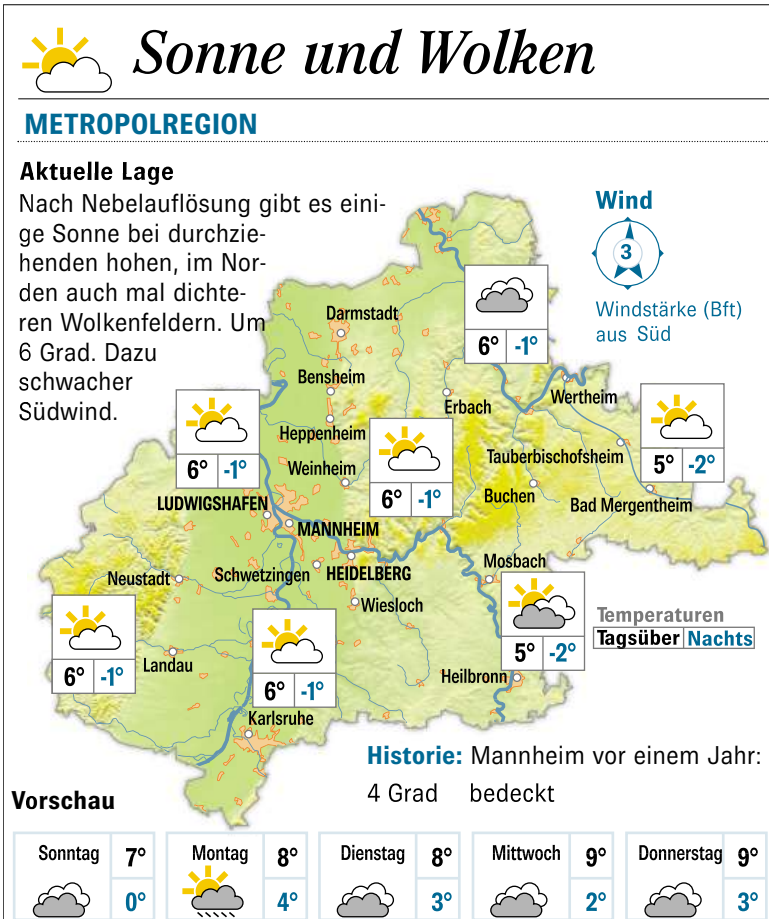 Sonne und Wolken
METROPOLREGION
Aktuelle Lage
Nach Nebelauflösung gibt es eini-
ge Sonne bei durchzie-
henden hohen, im Nor-
den auch mal dichte-
ren Wolkenfeldern. Um
6 Grad. Dazu
schwacher
Südwind.
Wind
3
Windstärke (Bft)
aus Süd
Darmstadt
6° -1°
Bensheim
Erbach
Wertheim
Heppenheim
6° -1°
Weinheim
6° -1°
Tauberbischofsheim
5° -2°
Buchen
Bad Mergentheim
LUDWIGSHAFEN
MANNHEIM
Neustadt
Schwetzingen
HEIDELBERG
Mosbach
Wiesloch
6° -1°
Landau
6° -1°
5° -2°
Heilbronn
Karlsruhe
Temperaturen
Tagsüber Nachts
Historie: Mannheim vor einem Jahr:
4 Grad bedeckt
Vorschau
Sonntag 7° 0°
Montag 8° 4°
Dienstag 8° 3°
Mittwoch 9° 2°
Donnerstag 9° 3°